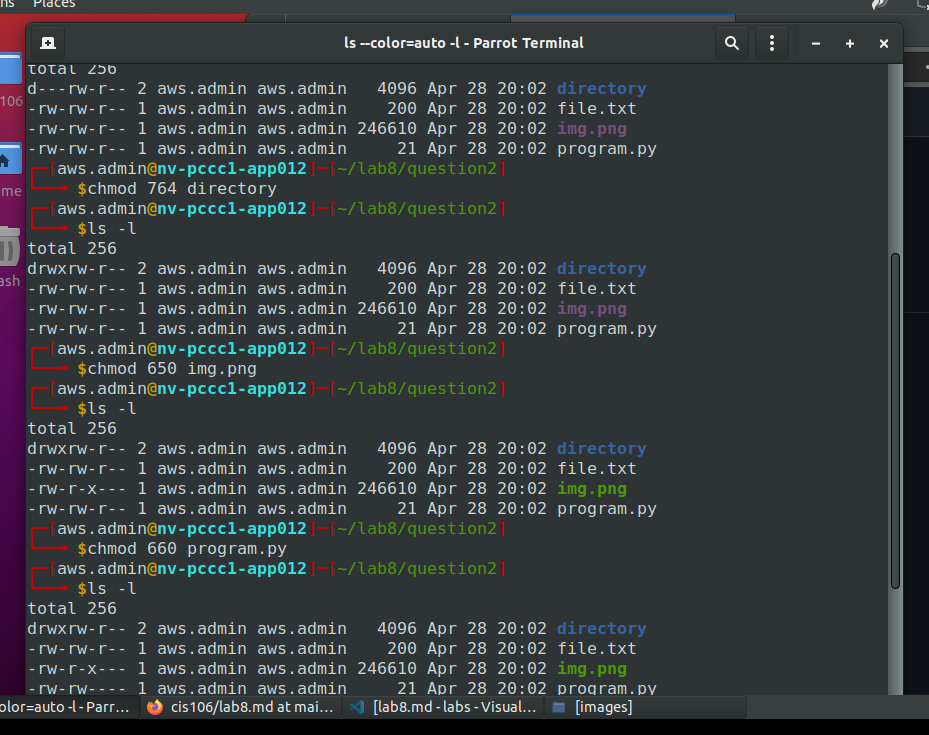 ns Places
ls --color=auto -l - Parrot Terminal
total 256
d---rw-r-- 2 aws.admin aws.admin   4096 Apr 28 20:02 directory
-rw-rw-r-- 1 aws.admin aws.admin    200 Apr 28 20:02 file.txt
-rw-rw-r-- 1 aws.admin aws.admin 246610 Apr 28 20:02 img.png
-rw-rw-r-- 1 aws.admin aws.admin     21 Apr 28 20:02 program.py
┌─[aws.admin@nv-pccc1-app012]─[~/lab8/question2]
└──╼ $chmod 764 directory
┌─[aws.admin@nv-pccc1-app012]─[~/lab8/question2]
└──╼ $ls -l
total 256
drwxrw-r-- 2 aws.admin aws.admin   4096 Apr 28 20:02 directory
-rw-rw-r-- 1 aws.admin aws.admin    200 Apr 28 20:02 file.txt
-rw-rw-r-- 1 aws.admin aws.admin 246610 Apr 28 20:02 img.png
-rw-rw-r-- 1 aws.admin aws.admin     21 Apr 28 20:02 program.py
┌─[aws.admin@nv-pccc1-app012]─[~/lab8/question2]
└──╼ $chmod 650 img.png
┌─[aws.admin@nv-pccc1-app012]─[~/lab8/question2]
└──╼ $ls -l
total 256
drwxrw-r-- 2 aws.admin aws.admin   4096 Apr 28 20:02 directory
-rw-rw-r-- 1 aws.admin aws.admin    200 Apr 28 20:02 file.txt
-rw-r-x--- 1 aws.admin aws.admin 246610 Apr 28 20:02 img.png
-rw-rw-r-- 1 aws.admin aws.admin     21 Apr 28 20:02 program.py
┌─[aws.admin@nv-pccc1-app012]─[~/lab8/question2]
└──╼ $chmod 660 program.py
┌─[aws.admin@nv-pccc1-app012]─[~/lab8/question2]
└──╼ $ls -l
total 256
drwxrw-r-- 2 aws.admin aws.admin   4096 Apr 28 20:02 directory
-rw-rw-r-- 1 aws.admin aws.admin    200 Apr 28 20:02 file.txt
-rw-r-x--- 1 aws.admin aws.admin 246610 Apr 28 20:02 img.png
-rw-rw---- 1 aws.admin aws.admin     21 Apr 28 20:02 program.py
106
me
ash
olor=auto -l - Parr... cis106/lab8.md at mai... [lab8.md - labs - Visual... [images]